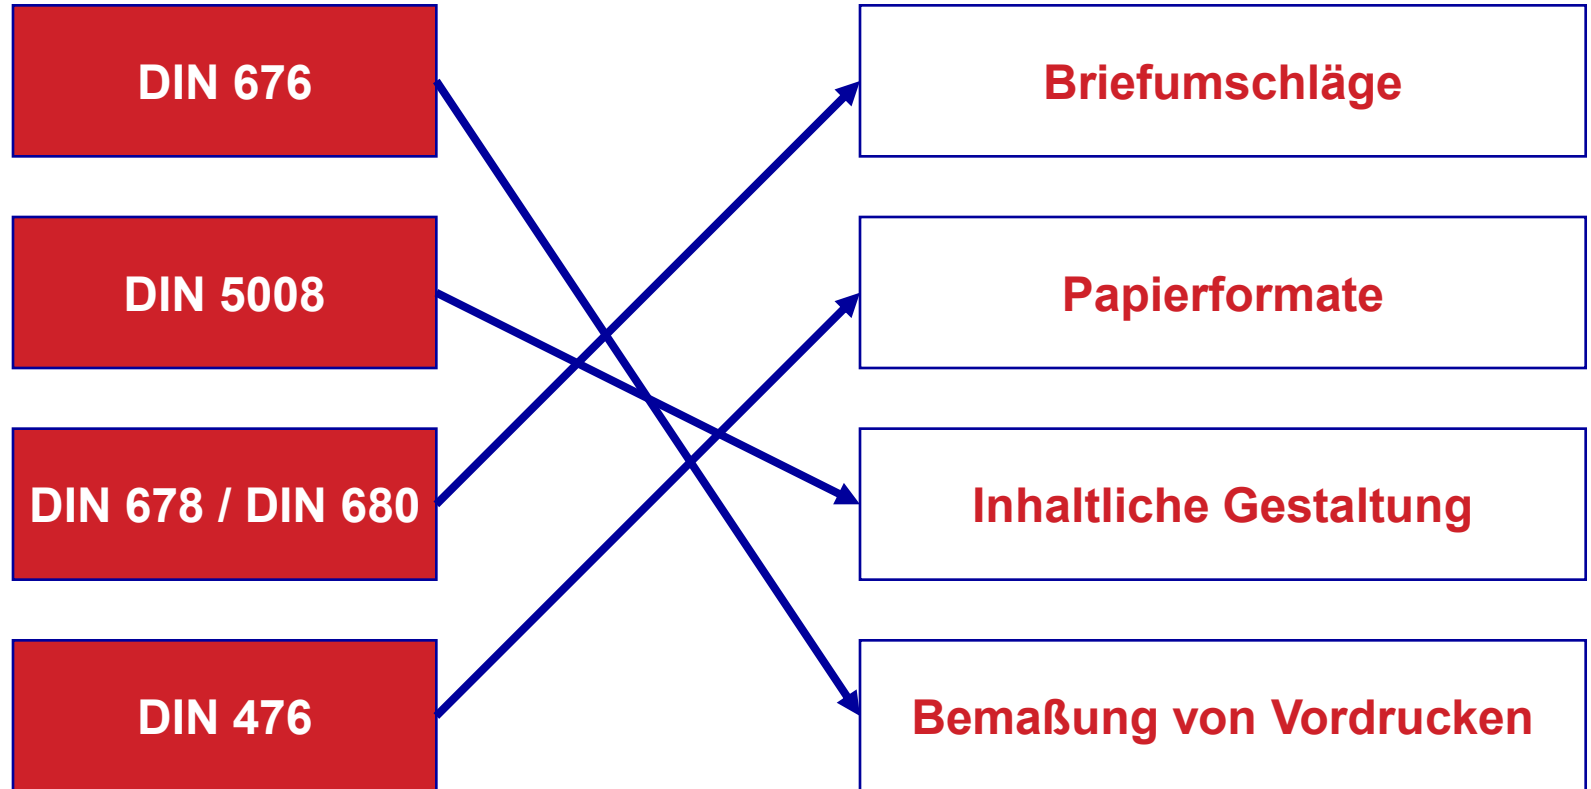 DIN 676
Briefumschläge
DIN 5008
Papierformate
DIN 678 / DIN 680
Inhaltliche Gestaltung
DIN 476
Bemaßung von Vordrucken